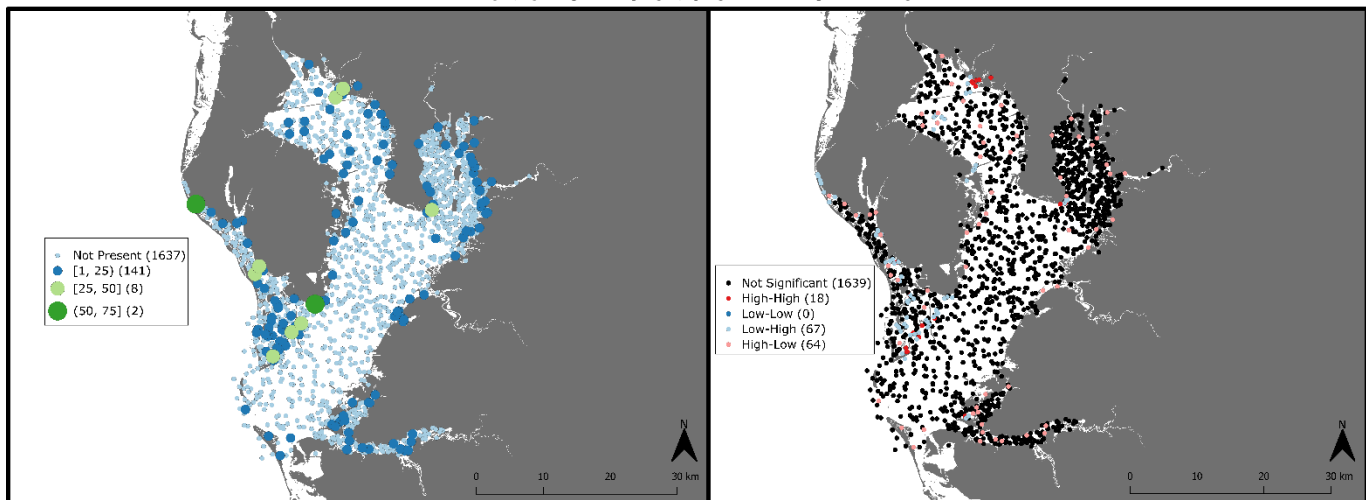 Not Present (1637)
[1, 25) (141)
[25, 50] (8)
(50, 75] (2)
N
0 10 20 30 km
Not Significant (1639)
High-High (18)
Low-Low (0)
Low-High (67)
High-Low (64)
N
0 10 20 30 km